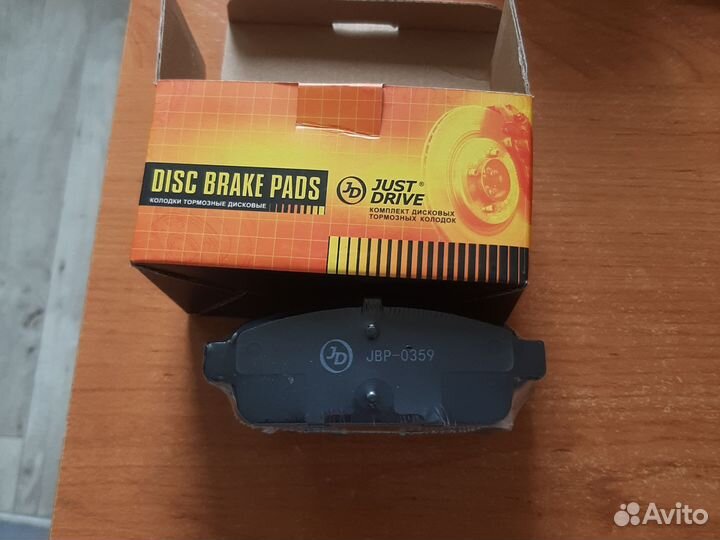 DISC BRAKE PADS
КОЛОДКИ ТОРМОЗНЫЕ ДИСКОВЫЕ
JD JUST DRIVE®
КОМПЛЕКТ ДИСКОВЫХ
ТОРМОЗНЫХ КОЛОДОК
JD JBP-0359
Avito